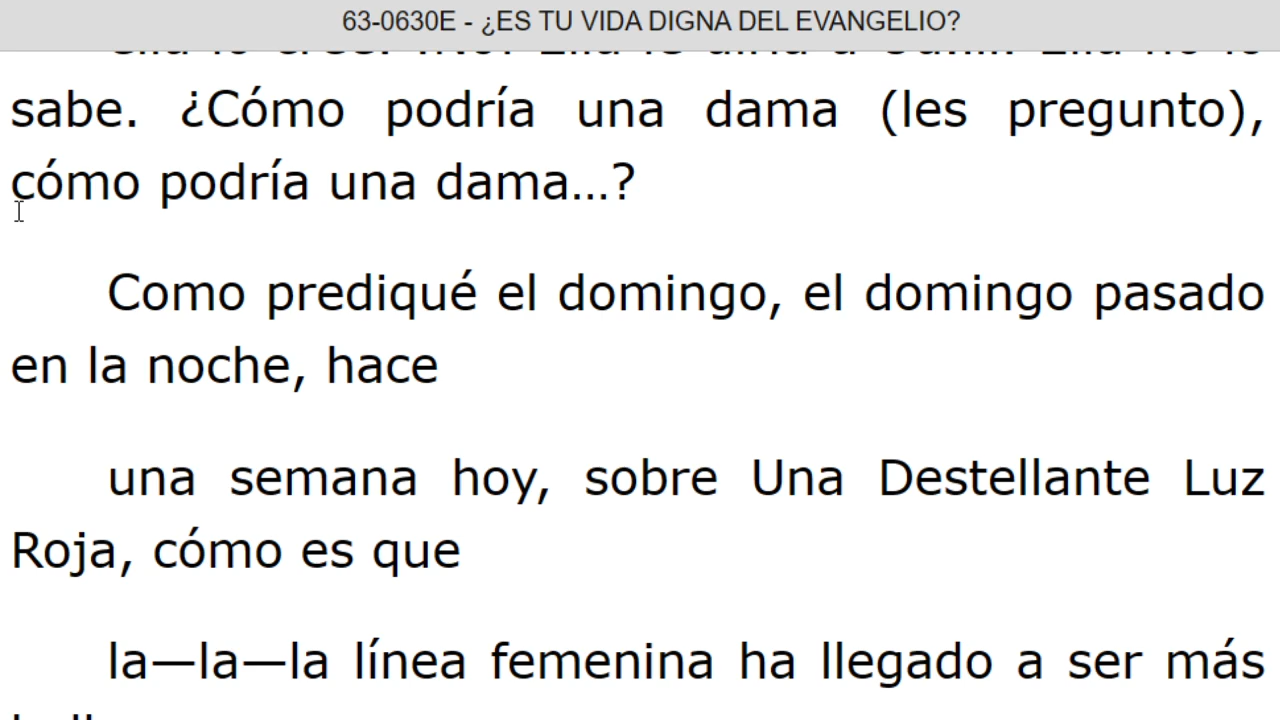 63-0630E - ¿ES TU VIDA DIGNA DEL EVANGELIO?
sabe. ¿Cómo podría una dama (les pregunto),
cómo podría una dama...?
Como prediqué el domingo, el domingo pasado
en la noche, hace
una semana hoy, sobre Una Destellante Luz
Roja, cómo es que
la—la—la línea femenina ha llegado a ser más